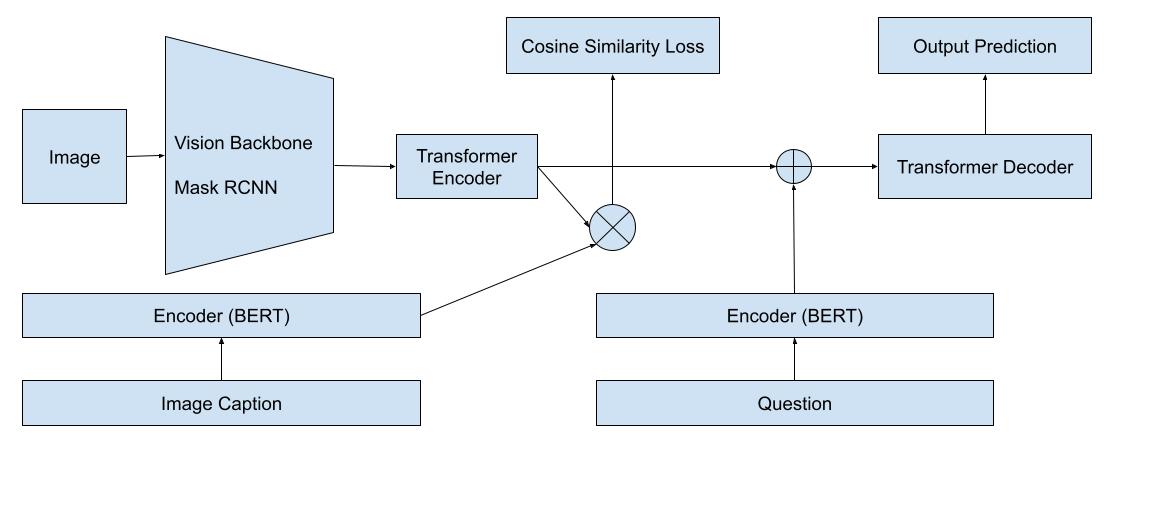 Cosine Similarity Loss
Output Prediction
Image
Vision Backbone
Mask RCNN
Transformer
Encoder
Transformer Decoder
Encoder (BERT)
Encoder (BERT)
Image Caption
Question